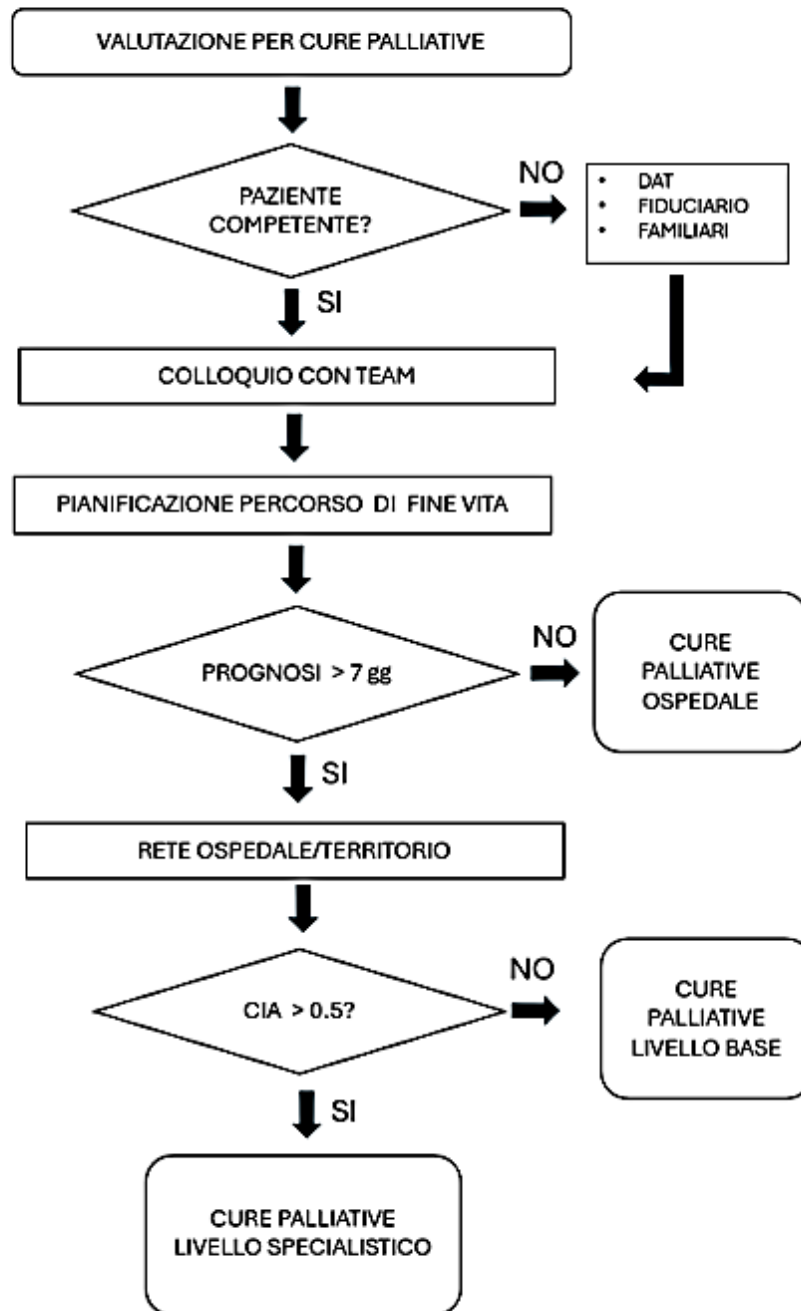 VALUTAZIONE PER CURE PALLIATIVE
PAZIENTE
COMPETENTE?
NO
• DAT
• FIDUCIARIO
• FAMILIARI
SI
COLLOQUIO CON TEAM
PIANIFICAZIONE PERCORSO DI FINE VITA
PROGNOSI > 7 gg
NO
CURE
PALLIATIVE
OSPEDALE
SI
RETE OSPEDALE/TERRITORIO
CIA > 0.5?
NO
CURE
PALLIATIVE
LIVELLO BASE
SI
CURE PALLIATIVE
LIVELLO SPECIALISTICO